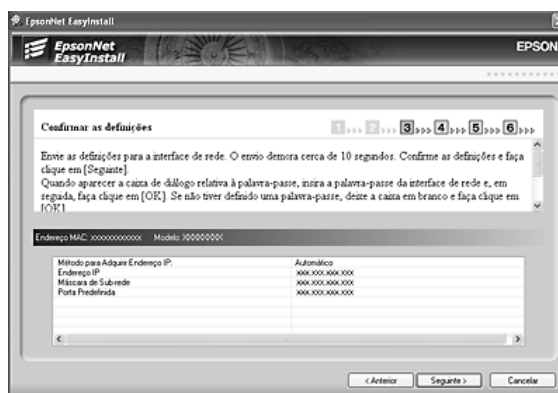 EpsonNet EasyInstall
EpsonNet
EasyInstall
EPSON
Confirmar as definições
1 >>> 2 >>> 3 >>> 4 >>> 5 >>> 6 >>>
Envie as definições para a interface de rede. O envio demora cerca de 10 segundos. Confirme as definições e faça
clique em [Seguinte].
Quando aparecer a caixa de diálogo relativa à palavra-passe, insira a palavra-passe da interface de rede e, em
seguida, faça clique em [OK]. Se não tiver definido uma palavra-passe, deixe a caixa em branco e faça clique em
[OK].
Endereço MAC: xxxxxxxxxxxx Modelo: XXXXXXXX
Método para Adquirir Endereço IP: Automático
Endereço IP xxx.xxx.xxx.xxx
Máscara de Sub-rede xxx.xxx.xxx.xxx
Porta Predefinida xxx.xxx.xxx.xxx
< Anterior Seguinte > Cancelar